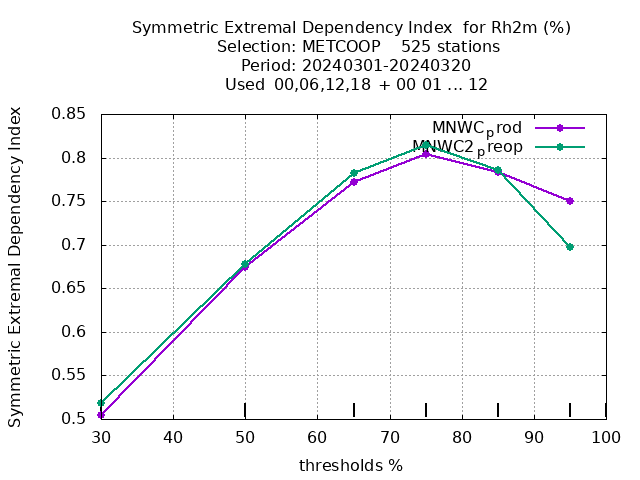 Symmetric Extremal Dependency Index  for Rh2m (%)
Selection: METCOOP    525 stations
Period: 20240301-20240320
Used  00,06,12,18  + 00 01 ... 12
Symmetric Extremal Dependency Index
0.85
0.8
0.75
0.7
0.65
0.6
0.55
0.5
MNWCprod
MNWC2preop
30 40 50 60 70 80 90 100
thresholds %